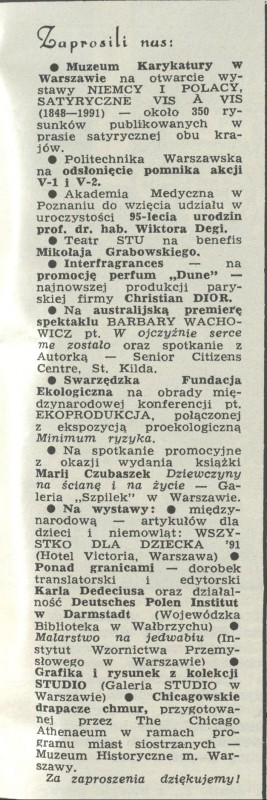 Zaprosili nas:
● Muzeum Karykatury w
Warszawie na otwarcie wy-
stawy NIEMCY I POLACY,
SATYRYCZNE VIS À VIS
(1848—1991) — około 350 ry-
sunków publikowanych w
prasie satyrycznej obu kra-
jów.
● Politechnika Warszawska
na odsłonięcie pomnika akcji
V-1 i V-2.
● Akademia Medyczna w
Poznaniu do wzięcia udziału w
uroczystości 95-lecia urodzin
prof. dr. hab. Wiktora Degi.
● Teatr STU na benefis
Mikołaja Grabowskiego.
● Interfragrances — na
promocję perfum „Dune" —
najnowszej produkcji pary-
skiej firmy Christian DIOR.
● Na australijską premierę
spektaklu BARBARY WACHO-
WICZ pt. W ojczyźnie serce
me zostało oraz spotkanie z
Autorką — Senior Citizens
Centre, St. Kilda.
● Swarzędzka Fundacja
Ekologiczna na obrady mię-
dzynarodowej konferencji pt.
EKOPRODUKCJA, połączonej
z ekspozycją proekologiczną
Minimum ryzyka.
● Na spotkanie promocyjne
z okazji wydania książki
Marii Czubaszek Dziewczyny
na ścianę i na życie — Ga-
leria „Szpilek" w Warszawie.
● Na wystawy: ● między-
narodową — artykułów dla
dzieci i niemowląt: WSZY-
STKO DLA DZIECKA '91
(Hotel Victoria, Warszawa) ●
Ponad granicami — dorobek
translatorski i edytorski
Karla Dedeciusa oraz działal-
ność Deutsches Polen Institut
w Darmstadt (Wojewódzka
Biblioteka w Wałbrzychu) ●
Malarstwo na jedwabiu (In-
stytut Wzornictwa Przemy-
słowego w Warszawie) ●
Grafika i rysunek z kolekcji
STUDIO (Galeria STUDIO w
Warszawie) ● Chicagowskie
drapacze chmur, przygotowa-
nej przez The Chicago
Athenaeum w ramach pro-
gramu miast siostrzanych —
Muzeum Historyczne m. War-
szawy.
Za zaproszenia dziękujemy!